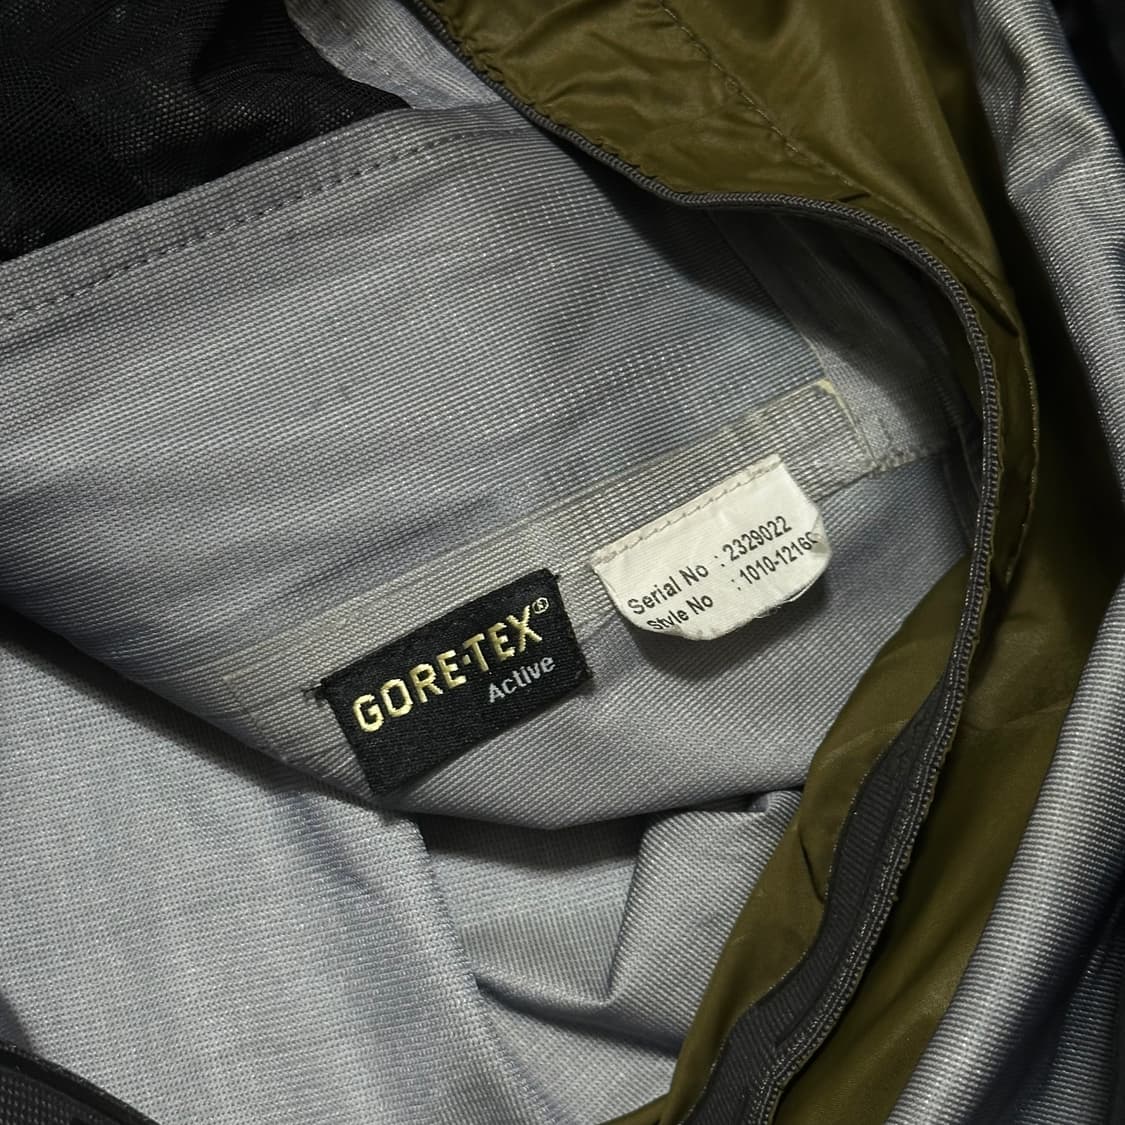 GORE-TEX®
Active
Serial No : 2329022
Style No : 1010-1216